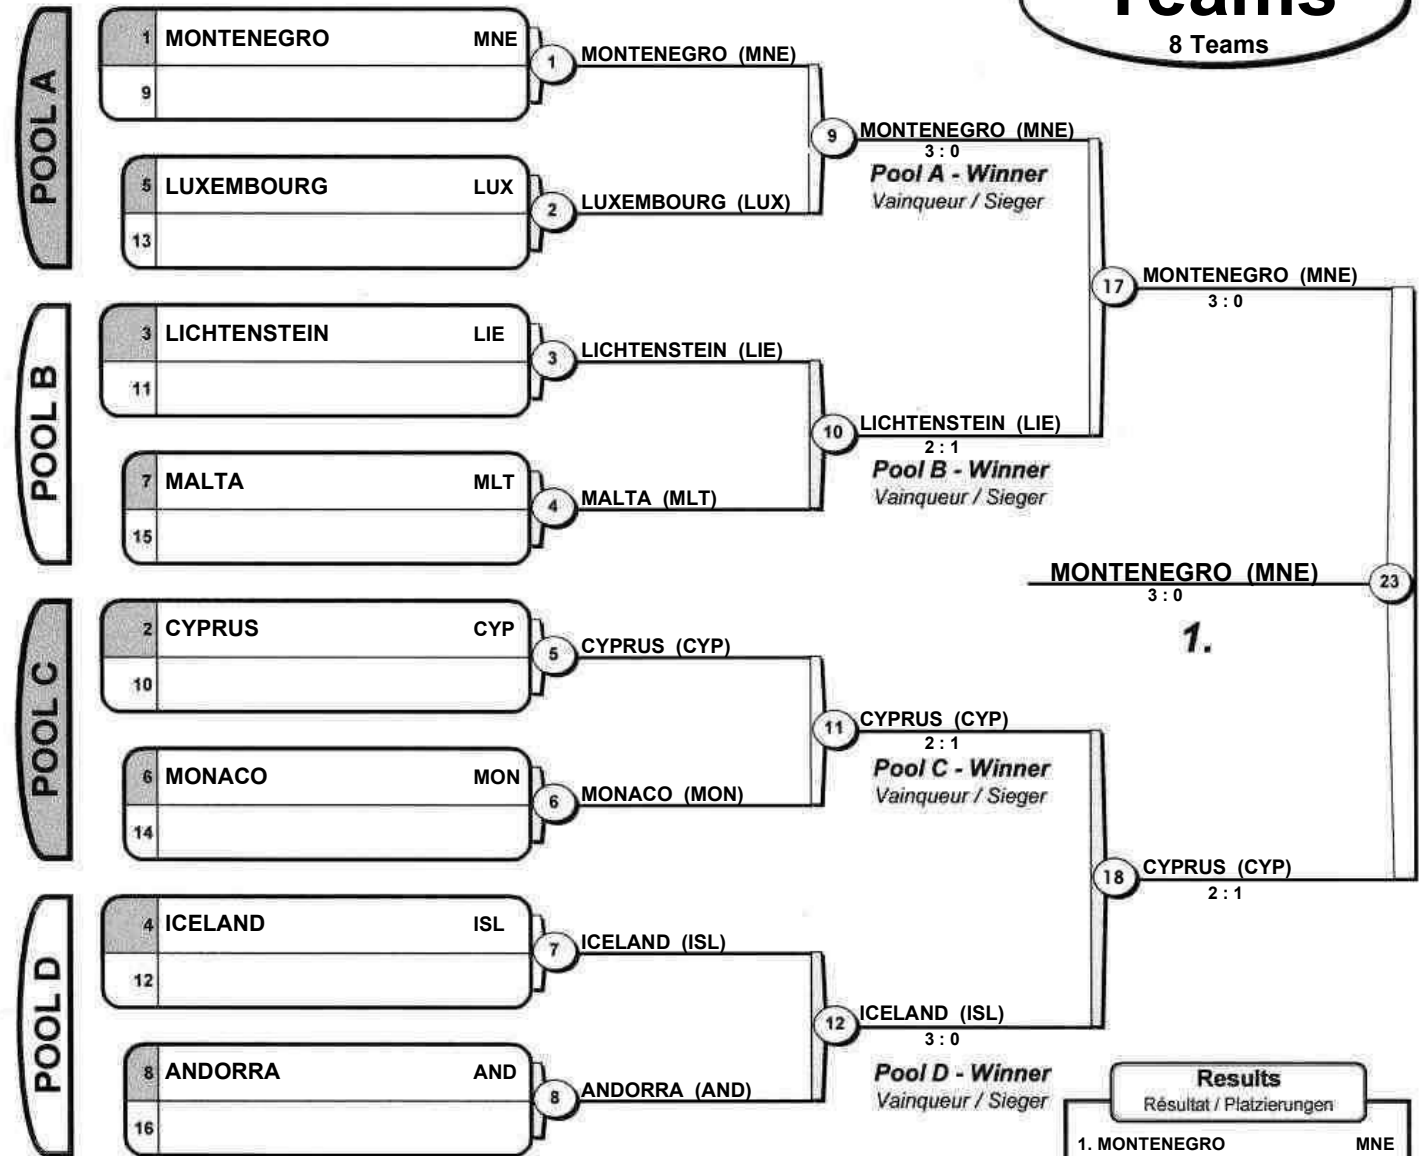 Teams
8 Teams
POOL A
1 MONTENEGRO MNE
9
5 LUXEMBOURG LUX
13
1 MONTENEGRO (MNE)
2 LUXEMBOURG (LUX)
9 MONTENEGRO (MNE)
3 : 0
Pool A - Winner
Vainqueur / Sieger
POOL B
3 LICHTENSTEIN LIE
11
7 MALTA MLT
15
3 LICHTENSTEIN (LIE)
4 MALTA (MLT)
10 LICHTENSTEIN (LIE)
2 : 1
Pool B - Winner
Vainqueur / Sieger
17 MONTENEGRO (MNE)
3 : 0
MONTENEGRO (MNE) 23
3 : 0
1.
POOL C
2 CYPRUS CYP
10
6 MONACO MON
14
5 CYPRUS (CYP)
6 MONACO (MON)
11 CYPRUS (CYP)
2 : 1
Pool C - Winner
Vainqueur / Sieger
18 CYPRUS (CYP)
2 : 1
POOL D
4 ICELAND ISL
12
8 ANDORRA AND
16
7 ICELAND (ISL)
8 ANDORRA (AND)
12 ICELAND (ISL)
3 : 0
Pool D - Winner
Vainqueur / Sieger
Results
Résultat / Platzierungen
1. MONTENEGRO MNE